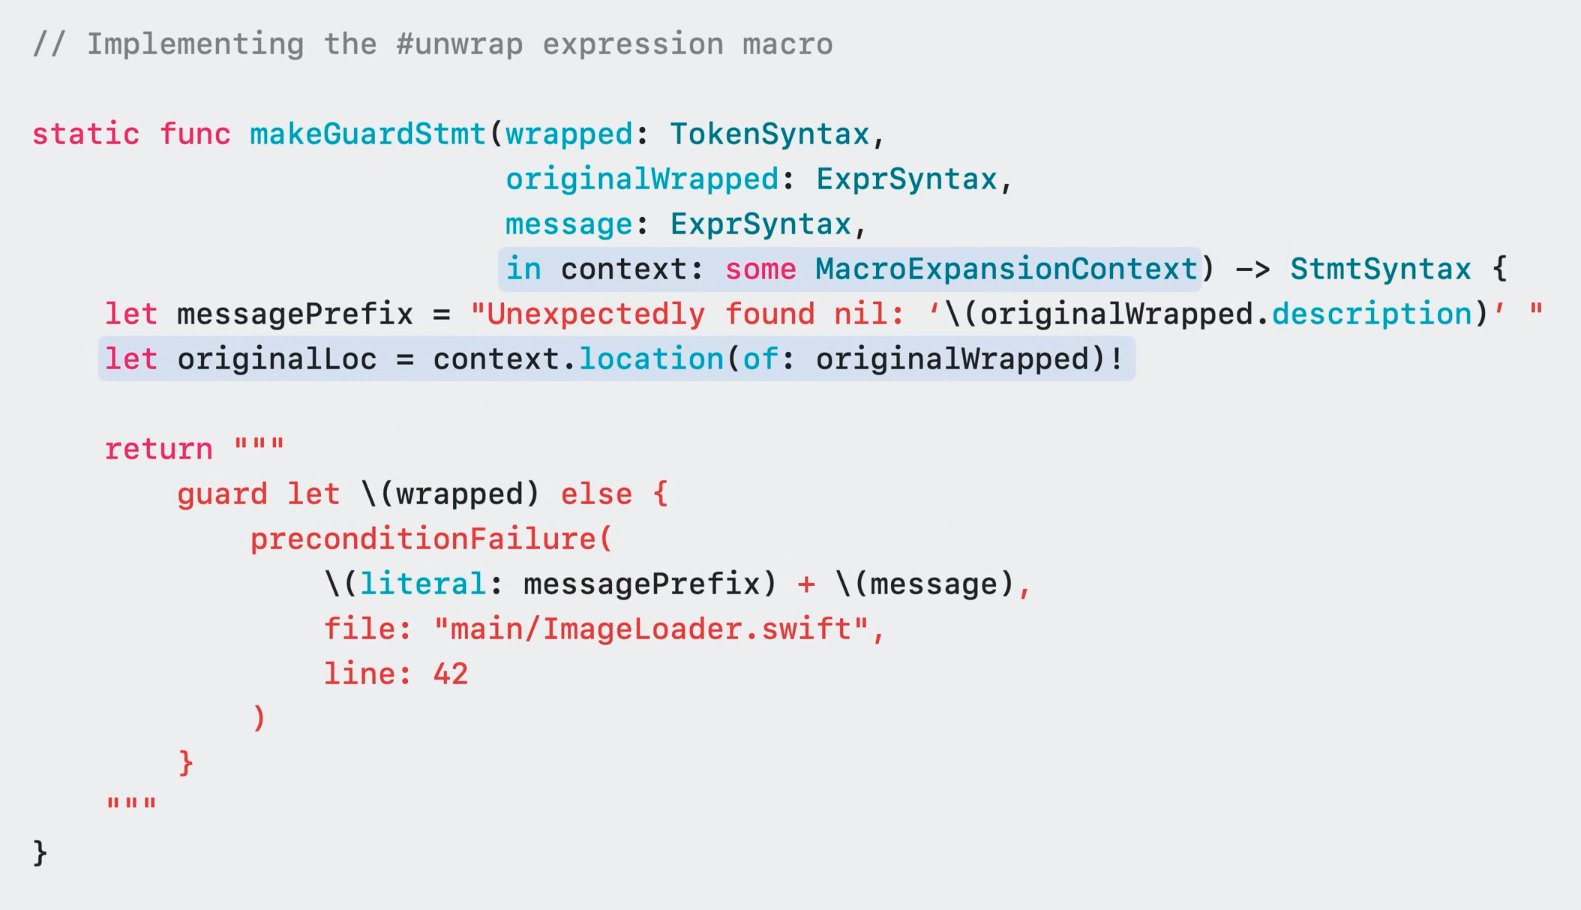 // Implementing the #unwrap expression macro
static func makeGuardStmt(wrapped: TokenSyntax,
originalWrapped: ExprSyntax,
message: ExprSyntax,
in context: some MacroExpansionContext) -> StmtSyntax {
let messagePrefix = "Unexpectedly found nil: ‘\(originalWrapped.description)’ "
let originalLoc = context.location(of: originalWrapped)!
return """
guard let \(wrapped) else {
preconditionFailure(
\(literal: messagePrefix) + \(message),
file: "main/ImageLoader.swift",
line: 42
)
}
"""
}